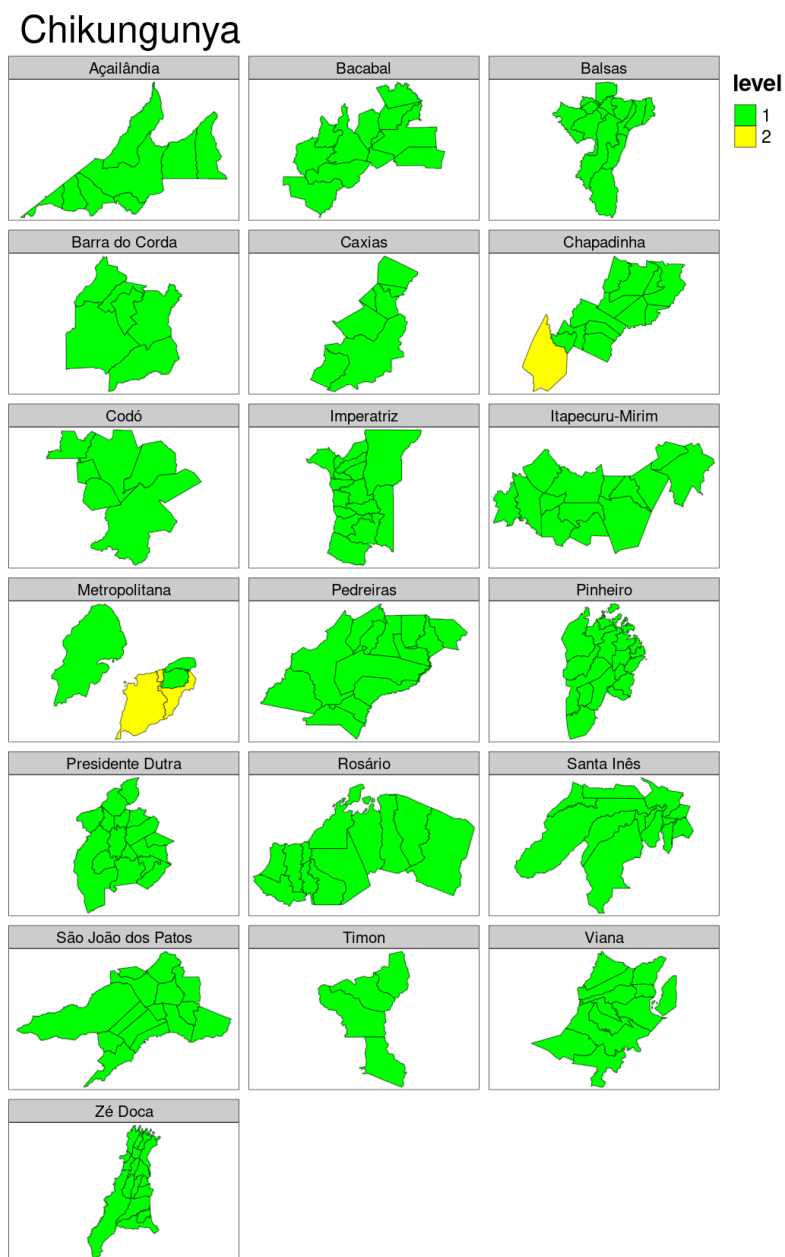 Chikungunya
Açailândia
Bacabal
Balsas
level
1
2
Barra do Corda
Caxias
Chapadinha
Codó
Imperatriz
Itapecuru-Mirim
Metropolitana
Pedreiras
Pinheiro
Presidente Dutra
Rosário
Santa Inês
São João dos Patos
Timon
Viana
Zé Doca